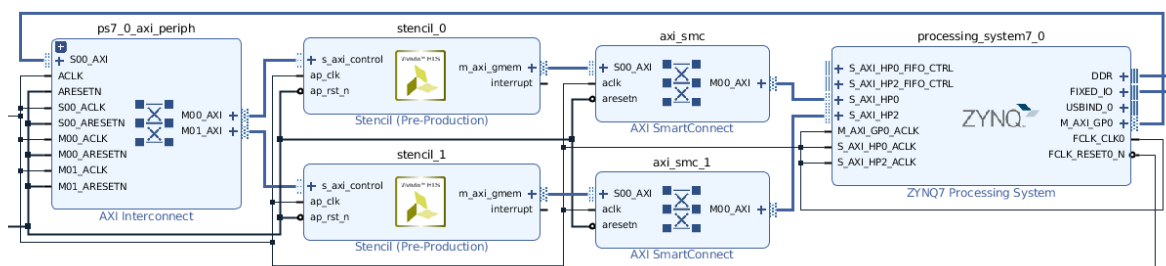 ps7_0_axi_periph
S00_AXI
ACLK
ARESETN
S00_ACLK
S00_ARESETN
M00_ACLK
M00_ARESETN
M01_ACLK
M01_ARESETN
M00_AXI
M01_AXI
AXI Interconnect
stencil_0
s_axi_control
ap_clk
ap_rst_n
m_axi_gmem
interrupt
Stencil (Pre-Production)
stencil_1
s_axi_control
ap_clk
ap_rst_n
m_axi_gmem
interrupt
Stencil (Pre-Production)
axi_smc
S00_AXI
aclk
aresetn
M00_AXI
AXI SmartConnect
axi_smc_1
S00_AXI
aclk
aresetn
M00_AXI
AXI SmartConnect
processing_system7_0
S_AXI_HP0_FIFO_CTRL
S_AXI_HP2_FIFO_CTRL
S_AXI_HP0
S_AXI_HP2
M_AXI_GP0_ACLK
S_AXI_HP0_ACLK
S_AXI_HP2_ACLK
ZYNQ
DDR
FIXED_IO
USBIND_0
M_AXI_GP0
FCLK_CLK0
FCLK_RESET0_N
ZYNQ7 Processing System